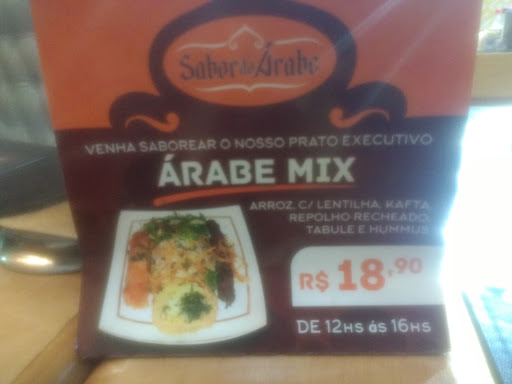 Sabor do Árabe
VENHA SABOREAR O NOSSO PRATO EXECUTIVO
ÁRABE MIX
ARROZ C/ LENTILHA, KAFTA,
REPOLHO RECHEADO,
TABULE E HUMMUS
R$ 18,90
DE 12HS ás 16HS